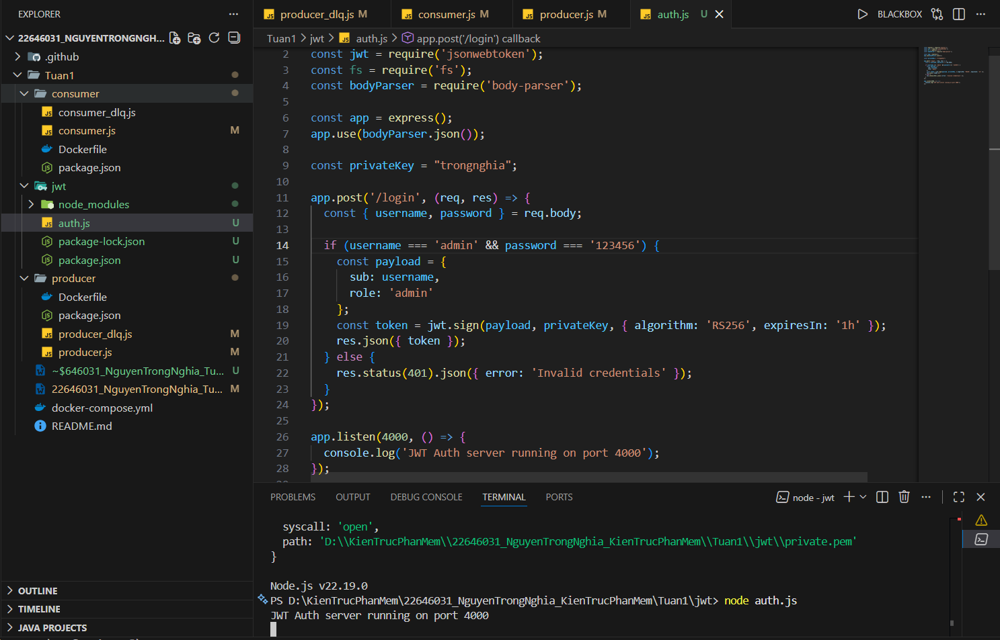 EXPLORER
22646031_NGUYENTRONGNGH...
.github
Tuan1
consumer
consumer_dlq.js
consumer.js M
Dockerfile
package.json
jwt
node_modules
auth.js U
package-lock.json U
package.json U
producer
Dockerfile
package.json
producer_dlq.js M
producer.js M
~$646031_NguyenTrongNghia_Tu... U
22646031_NguyenTrongNghia_Tu... M
docker-compose.yml
README.md
OUTLINE
TIMELINE
JAVA PROJECTS
producer_dlq.js M
consumer.js M
producer.js M
auth.js U
BLACKBOX
Tuan1 > jwt > auth.js > app.post('/login') callback
2 const jwt = require('jsonwebtoken');
3 const fs = require('fs');
4 const bodyParser = require('body-parser');
5
6 const app = express();
7 app.use(bodyParser.json());
8
9 const privateKey = "trongnghia";
10
11 app.post('/login', (req, res) => {
12 const { username, password } = req.body;
13
14 if (username === 'admin' && password === '123456') {
15 const payload = {
16 sub: username,
17 role: 'admin'
18 };
19 const token = jwt.sign(payload, privateKey, { algorithm: 'RS256', expiresIn: '1h' });
20 res.json({ token });
21 } else {
22 res.status(401).json({ error: 'Invalid credentials' });
23 }
24 });
25
26 app.listen(4000, () => {
27 console.log('JWT Auth server running on port 4000');
28 });
PROBLEMS OUTPUT DEBUG CONSOLE TERMINAL PORTS
node - jwt
syscall: 'open',
path: 'D:\\KienTrucPhanMem\\22646031_NguyenTrongNghia_KienTrucPhanMem\\Tuan1\\jwt\\private.pem'
}
Node.js v22.19.0
PS D:\KienTrucPhanMem\22646031_NguyenTrongNghia_KienTrucPhanMem\Tuan1\jwt> node auth.js
JWT Auth server running on port 4000